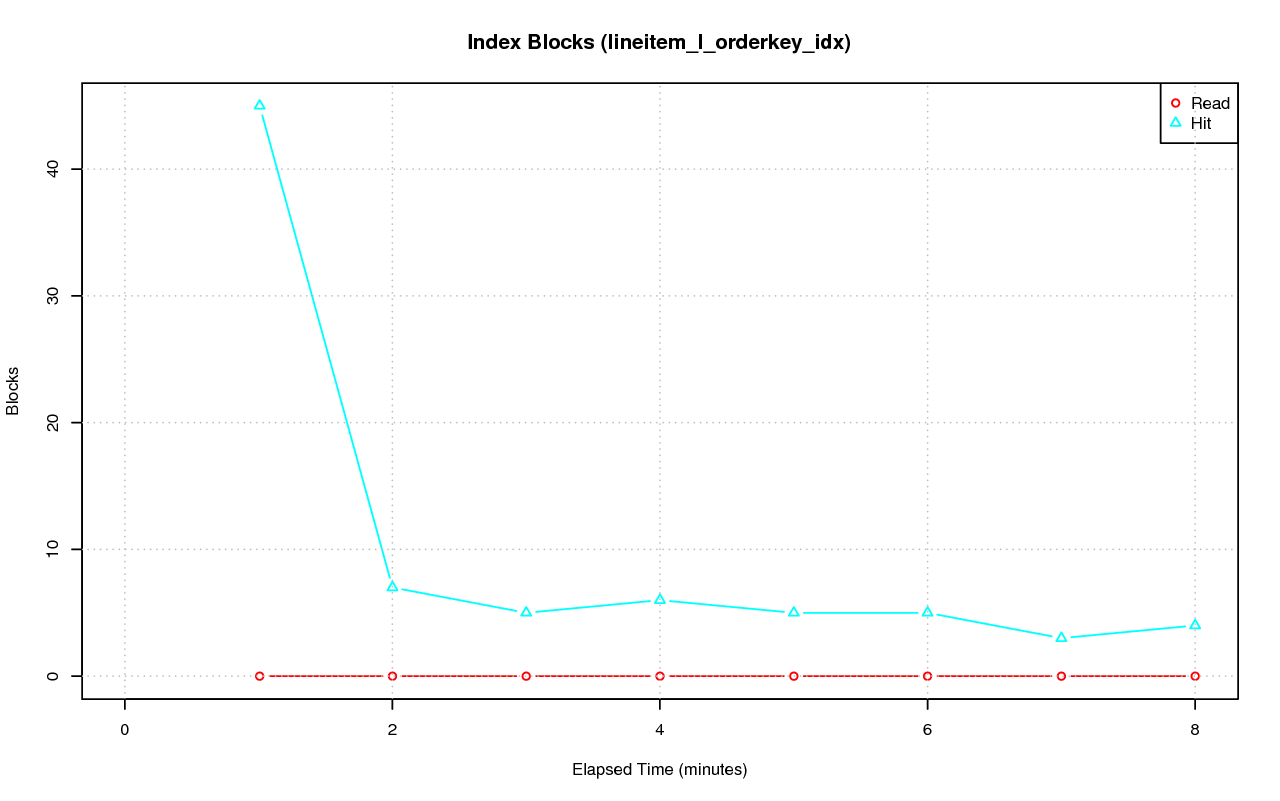 Index Blocks (lineitem_l_orderkey_idx)
Read
Hit
Blocks
40
30
20
10
0
0 2 4 6 8
Elapsed Time (minutes)